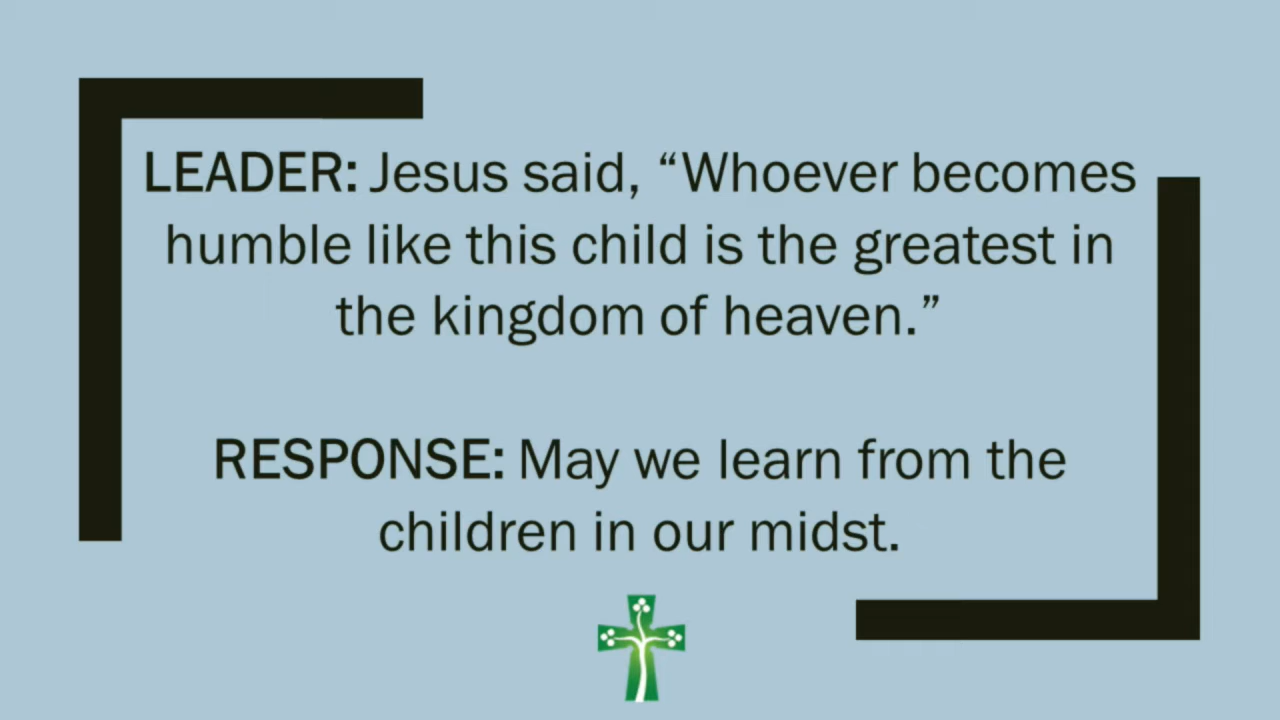 LEADER: Jesus said, “Whoever becomes
humble like this child is the greatest in
the kingdom of heaven.”
RESPONSE: May we learn from the
children in our midst.